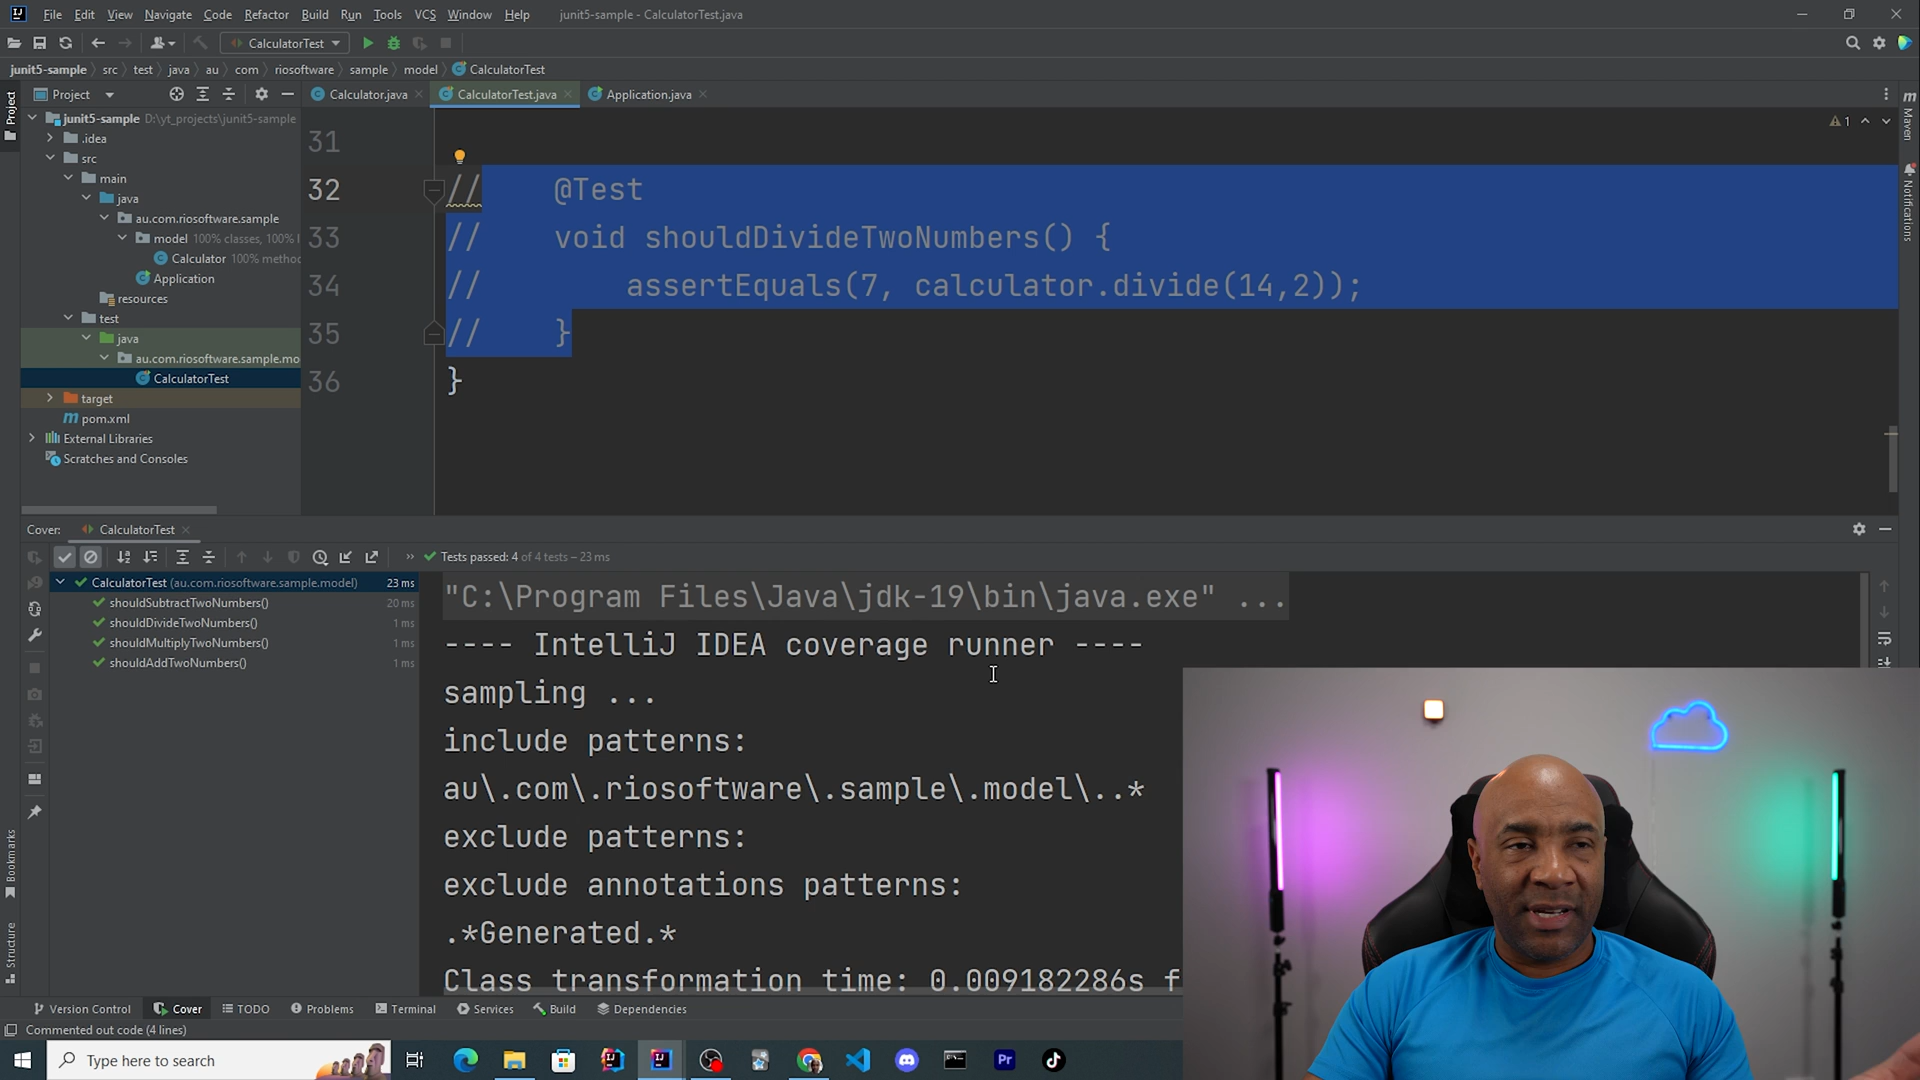 File Edit View Navigate Code Refactor Build Run Tools VCS Window Help junit5-sample - CalculatorTest.java
CalculatorTest
junit5-sample src test java au com riosoftware sample model CalculatorTest
Project
Calculator.java CalculatorTest.java Application.java
Project
junit5-sample D:\yt_projects\junit5-sample
.idea
src
main
java
au.com.riosoftware.sample
model 100% classes, 100% l
Calculator 100% method
Application
resources
test
java
au.com.riosoftware.sample.mo
CalculatorTest
target
pom.xml
External Libraries
Scratches and Consoles
31
32 // @Test
33 // void shouldDivideTwoNumbers() {
34 // assertEquals(7, calculator.divide(14,2));
35 // }
36 }
1
Maven
Notifications
Cover: CalculatorTest
Tests passed: 4 of 4 tests – 23 ms
CalculatorTest (au.com.riosoftware.sample.model) 23 ms
shouldSubtractTwoNumbers() 20 ms
shouldDivideTwoNumbers() 1 ms
shouldMultiplyTwoNumbers() 1 ms
shouldAddTwoNumbers() 1 ms
"C:\Program Files\Java\jdk-19\bin\java.exe" ...
---- IntelliJ IDEA coverage runner ----
sampling ...
include patterns:
au\.com\.riosoftware\.sample\.model\..*
exclude patterns:
exclude annotations patterns:
.*Generated.*
Class transformation time: 0.009182286s f
Bookmarks
Structure
Version Control Cover TODO Problems Terminal Services Build Dependencies
Commented out code (4 lines)
Type here to search